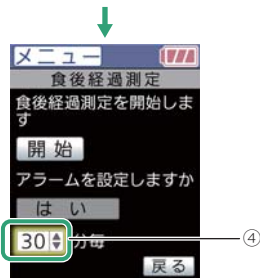 メニュー
食後経過測定
食後経過測定を開始しま
す
開始
アラームを設定しますか
はい
30 分毎
④
戻る